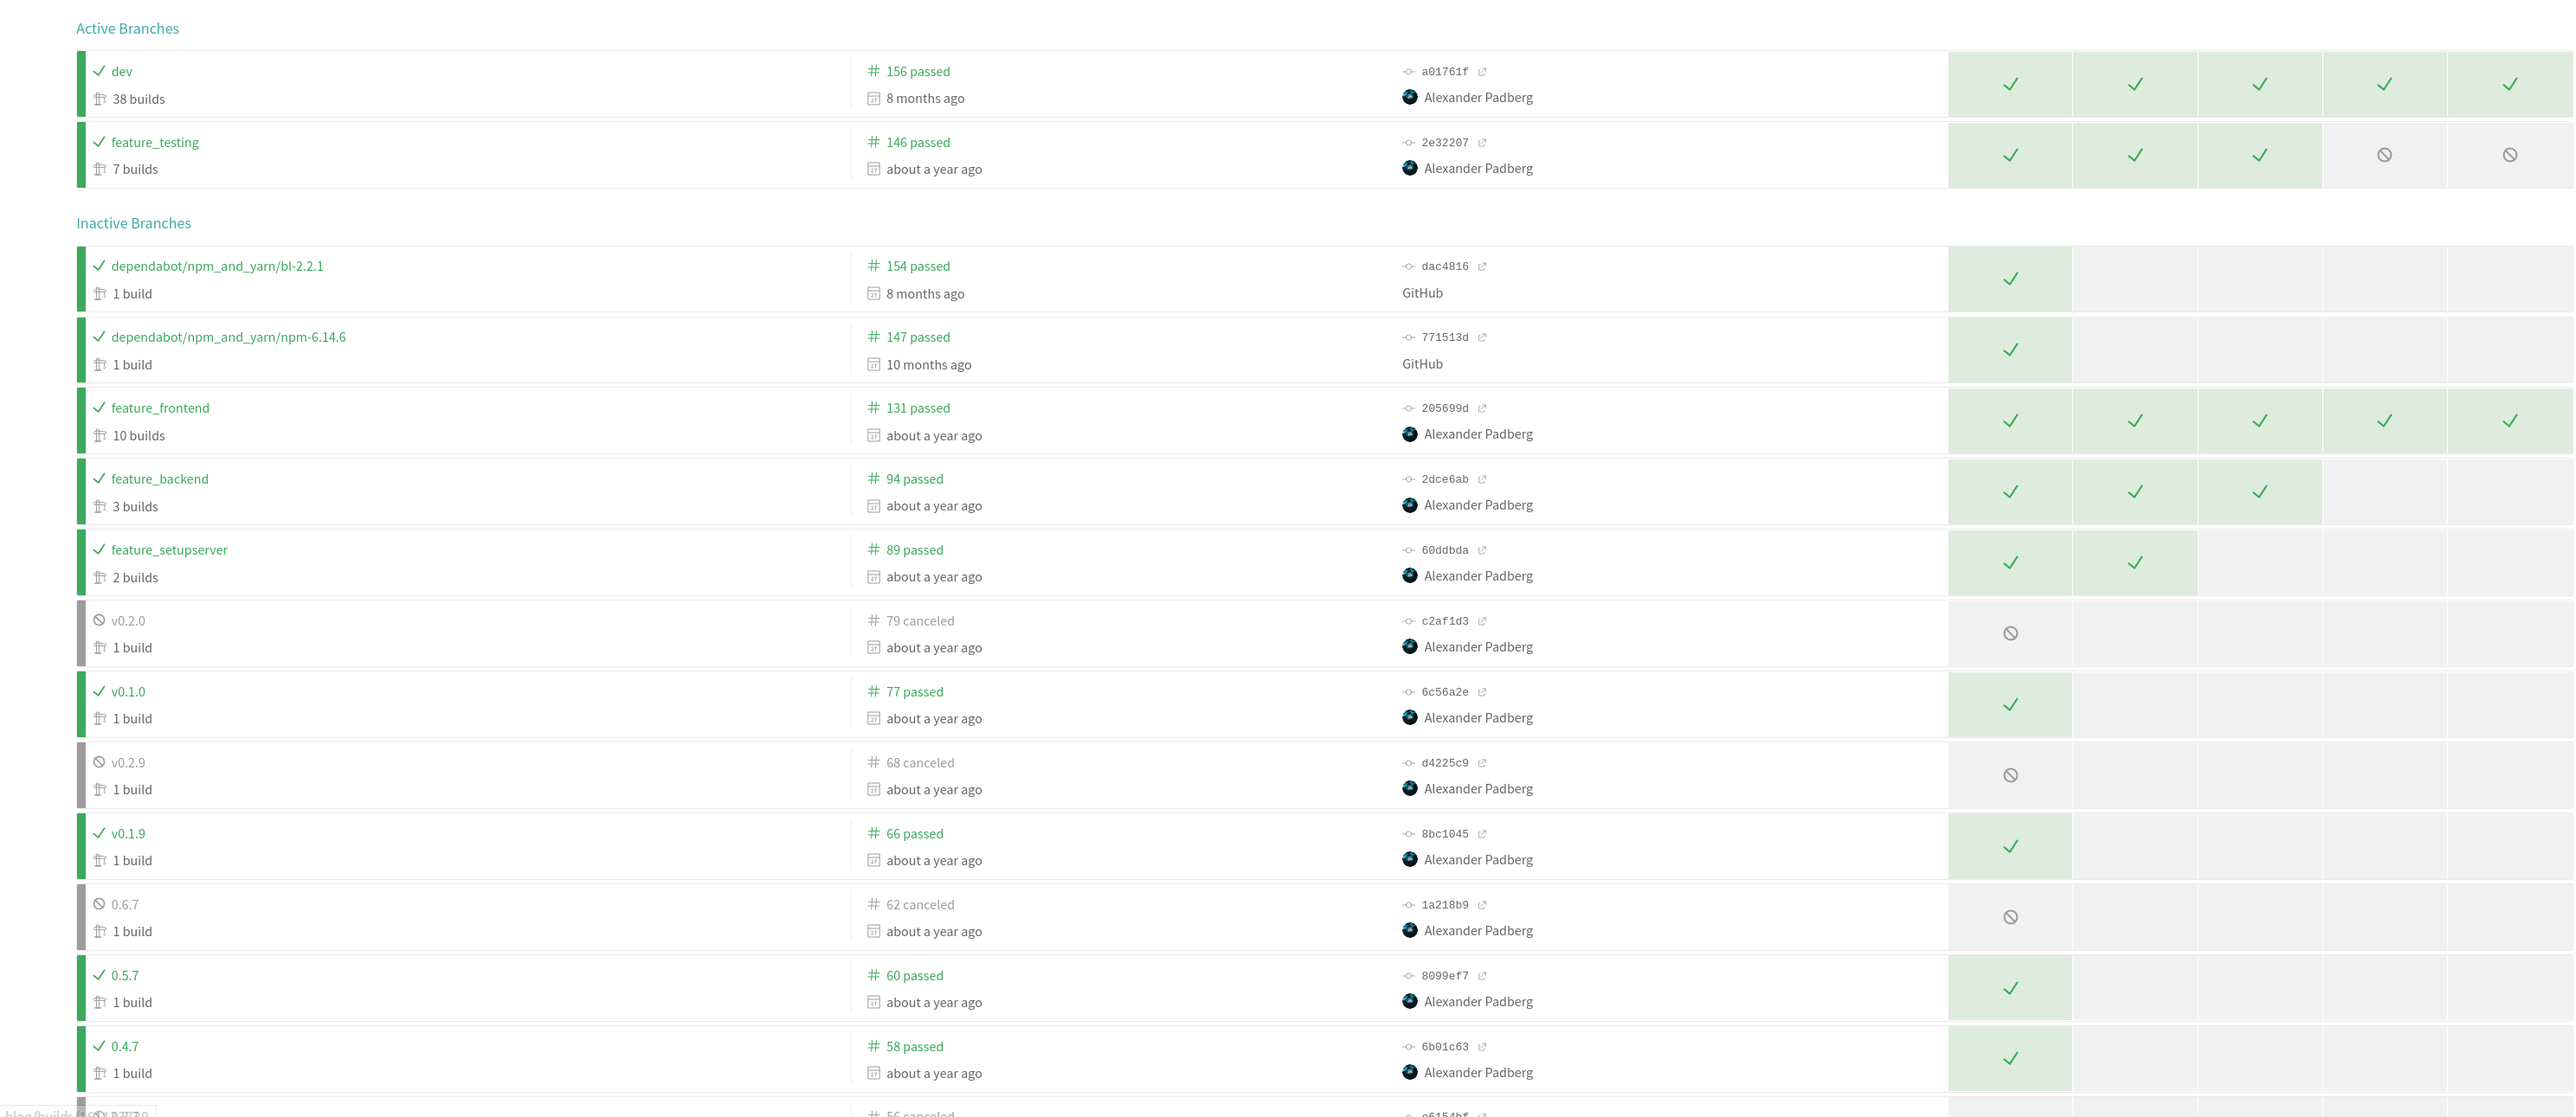 Active Branches
dev
38 builds
# 156 passed
8 months ago
a01761f
Alexander Padberg
feature_testing
7 builds
# 146 passed
about a year ago
2e32207
Alexander Padberg
Inactive Branches
dependabot/npm_and_yarn/bl-2.2.1
1 build
# 154 passed
8 months ago
dac4816
GitHub
dependabot/npm_and_yarn/npm-6.14.6
1 build
# 147 passed
10 months ago
771513d
GitHub
feature_frontend
10 builds
# 131 passed
about a year ago
205699d
Alexander Padberg
feature_backend
3 builds
# 94 passed
about a year ago
2dce6ab
Alexander Padberg
feature_setupserver
2 builds
# 89 passed
about a year ago
60ddbda
Alexander Padberg
v0.2.0
1 build
# 79 canceled
about a year ago
c2af1d3
Alexander Padberg
v0.1.0
1 build
# 77 passed
about a year ago
6c56a2e
Alexander Padberg
v0.2.9
1 build
# 68 canceled
about a year ago
d4225c9
Alexander Padberg
v0.1.9
1 build
# 66 passed
about a year ago
8bc1045
Alexander Padberg
0.6.7
1 build
# 62 canceled
about a year ago
1a218b9
Alexander Padberg
0.5.7
1 build
# 60 passed
about a year ago
8099ef7
Alexander Padberg
0.4.7
1 build
# 58 passed
about a year ago
6b01c63
Alexander Padberg
# 56 canceled